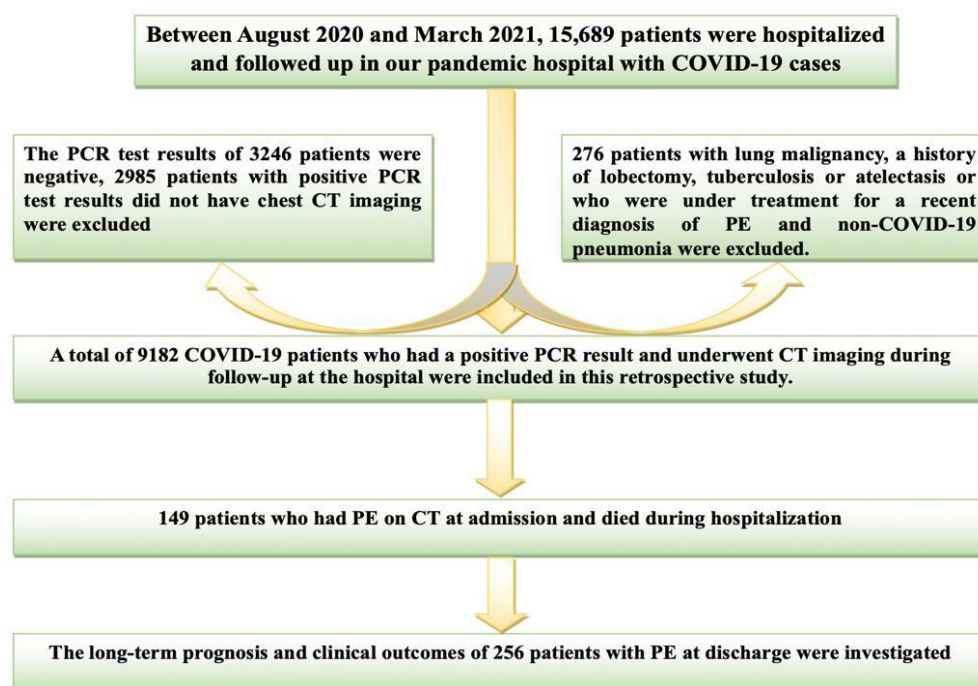 Between August 2020 and March 2021, 15,689 patients were hospitalized
and followed up in our pandemic hospital with COVID-19 cases
The PCR test results of 3246 patients were
negative, 2985 patients with positive PCR
test results did not have chest CT imaging
were excluded
276 patients with lung malignancy, a history
of lobectomy, tuberculosis or atelectasis or
who were under treatment for a recent
diagnosis of PE and non-COVID-19
pneumonia were excluded.
A total of 9182 COVID-19 patients who had a positive PCR result and underwent CT imaging during
follow-up at the hospital were included in this retrospective study.
149 patients who had PE on CT at admission and died during hospitalization
The long-term prognosis and clinical outcomes of 256 patients with PE at discharge were investigated